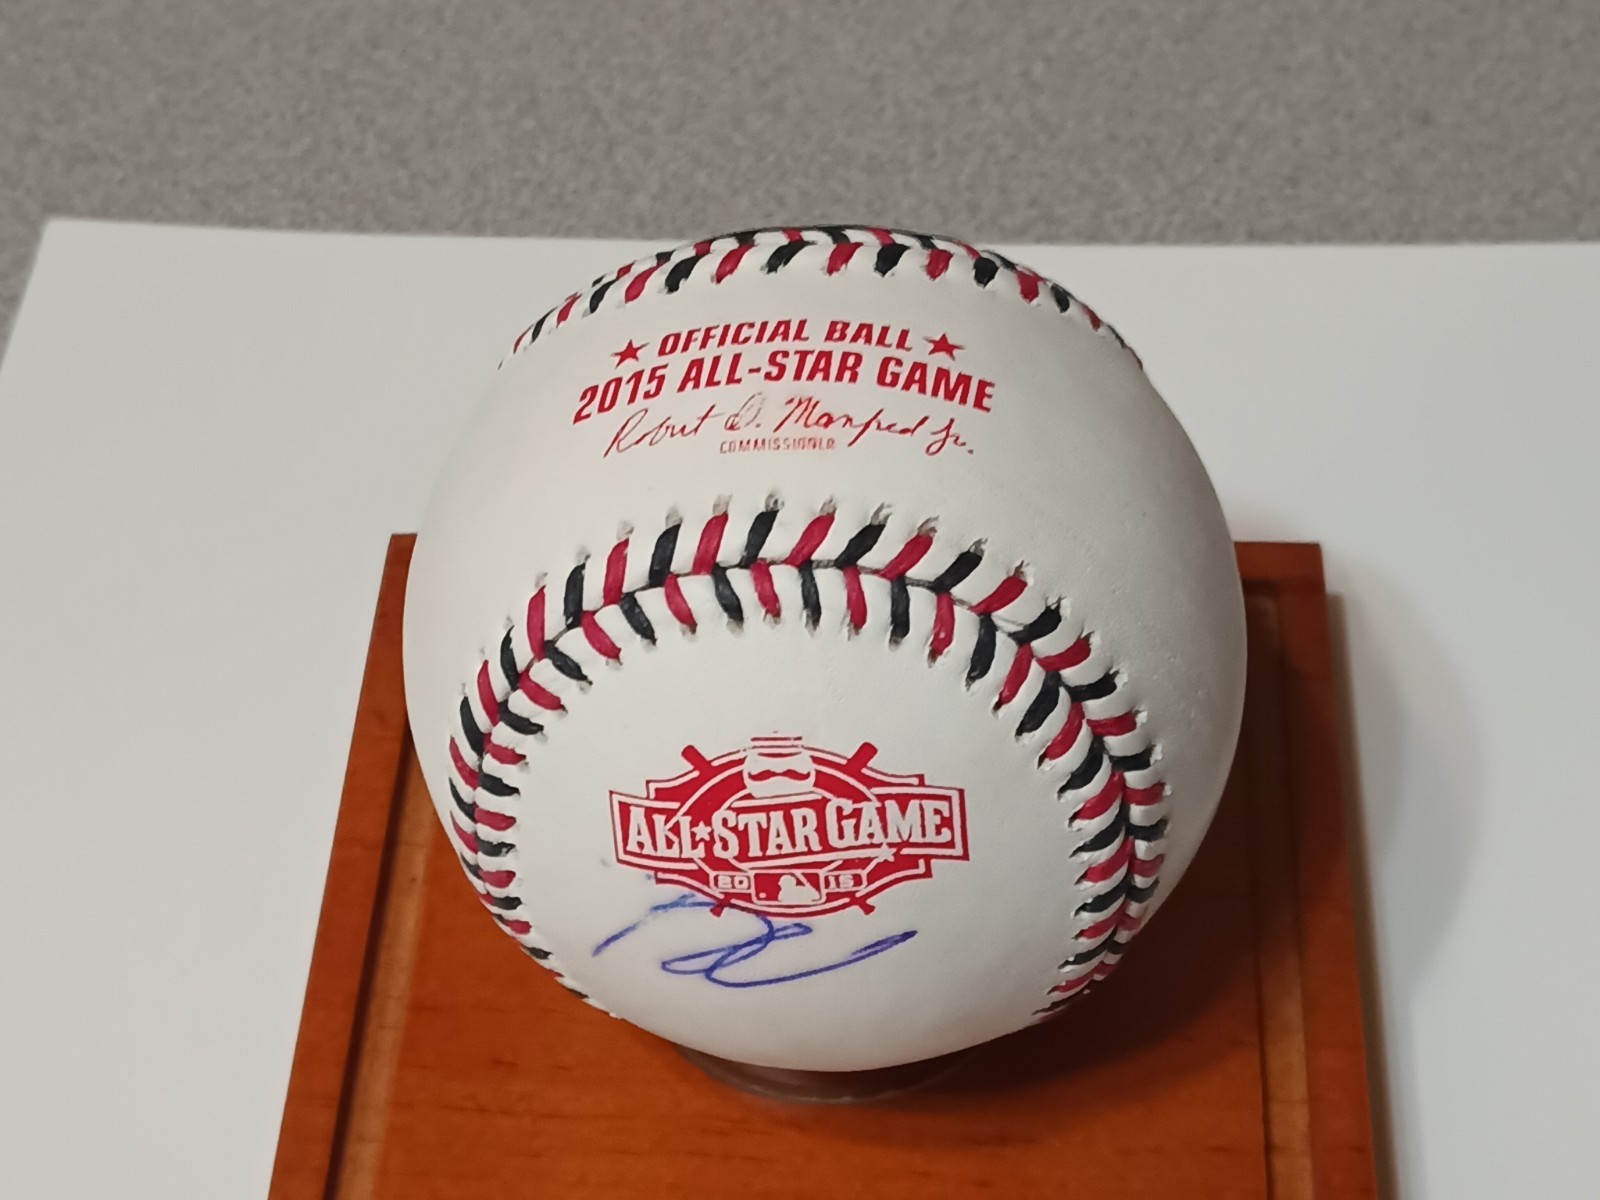 ★ OFFICIAL BALL ★
2015 ALL-STAR GAME
Robert D. Manfred Jr.
COMMISSIONER
ALL★STAR GAME
20 15